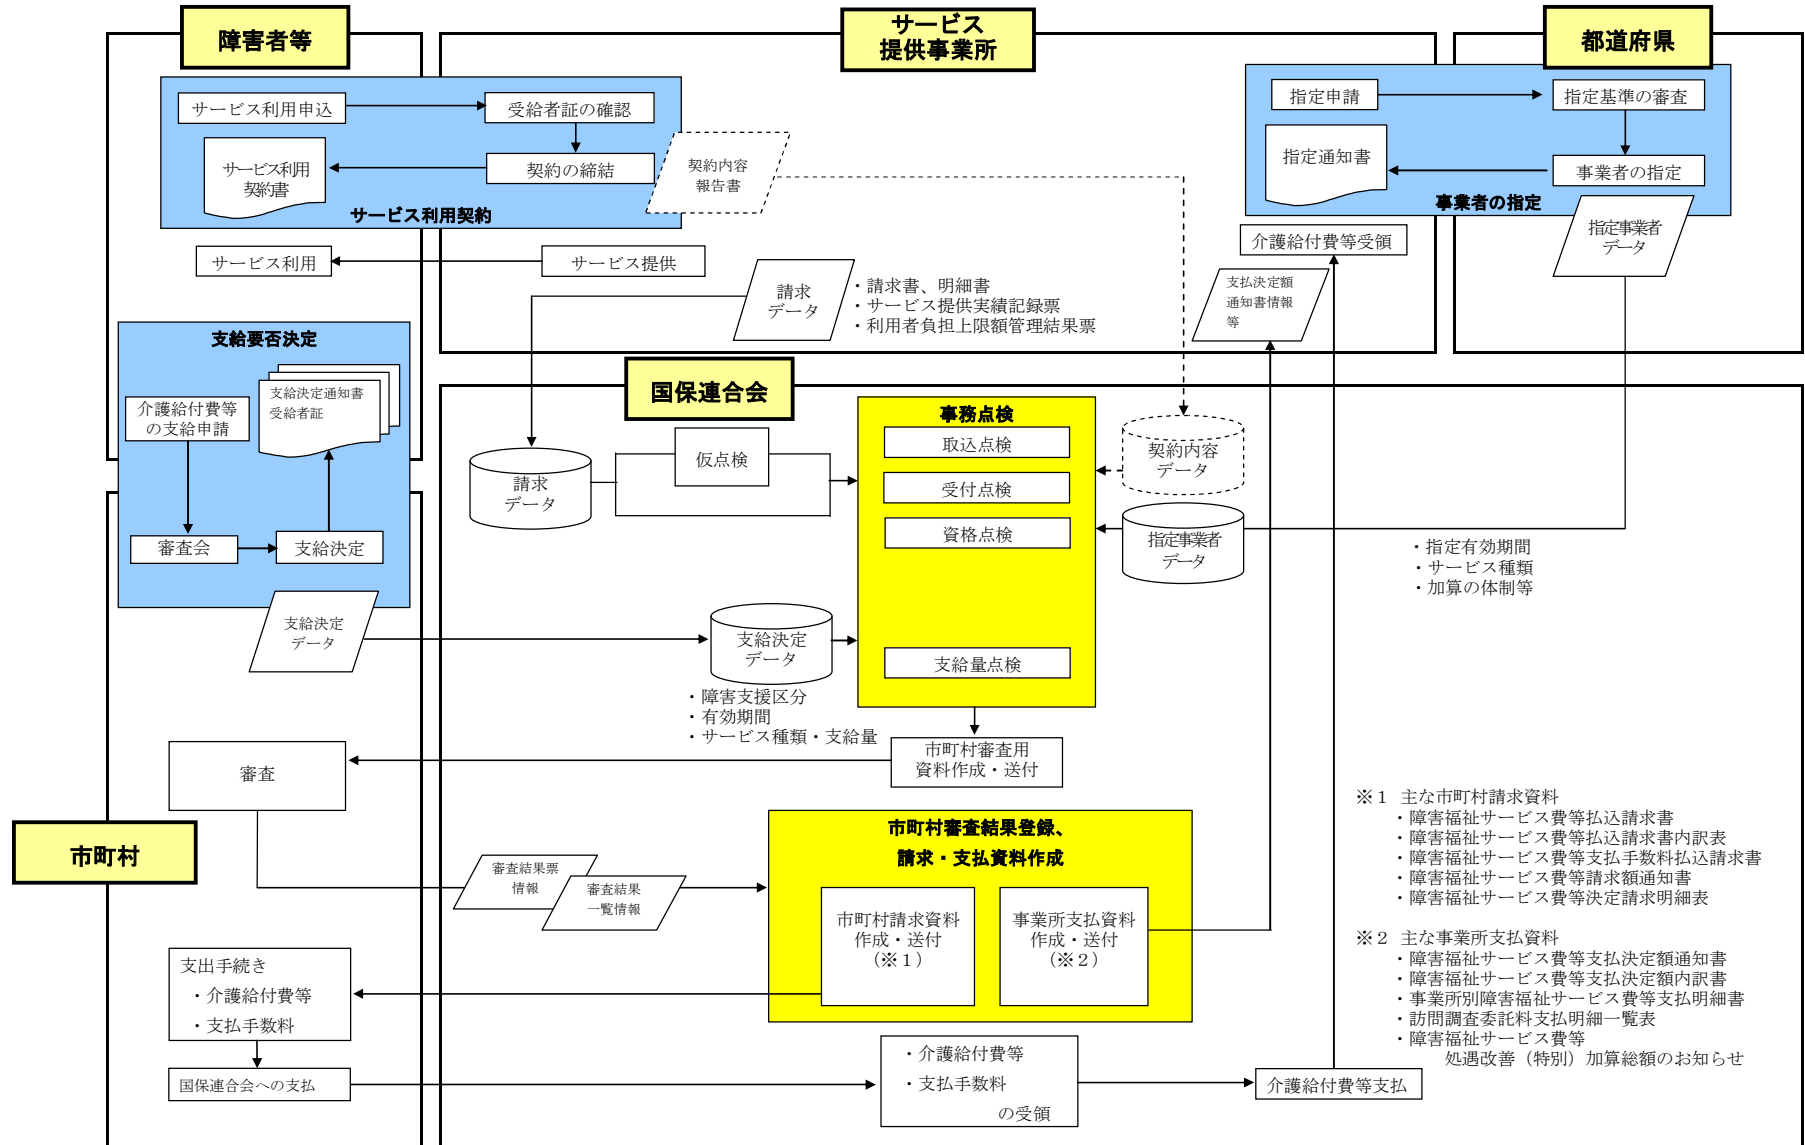 障害者等
サービス
提供事業所
都道府県
サービス利用申込
受給者証の確認
サービス利用
契約書
契約の締結
サービス利用契約
契約内容
報告書
指定申請
指定基準の審査
指定通知書
事業者の指定
事業者の指定
指定事業者
データ
サービス利用
サービス提供
請求
データ
・請求書、明細書
・サービス提供実績記録票
・利用者負担上限額管理結果票
介護給付費等受領
支払決定額
通知書情報
等
支給要否決定
介護給付費等
の支給申請
支給決定通知書
受給者証
審査会
支給決定
支給決定
データ
国保連合会
請求
データ
仮点検
事務点検
取込点検
受付点検
資格点検
支給量点検
契約内容
データ
指定事業者
データ
・指定有効期間
・サービス種類
・加算の体制等
支給決定
データ
・障害支援区分
・有効期間
・サービス種類・支給量
市町村審査用
資料作成・送付
審査
市町村
審査結果票
情報
審査結果
一覧情報
市町村審査結果登録、
請求・支払資料作成
市町村請求資料
作成・送付
（※１）
事業所支払資料
作成・送付
（※２）
※１ 主な市町村請求資料
・障害福祉サービス費等払込請求書
・障害福祉サービス費等払込請求書内訳表
・障害福祉サービス費等支払手数料払込請求書
・障害福祉サービス費等請求額通知書
・障害福祉サービス費等決定請求明細表
※２ 主な事業所支払資料
・障害福祉サービス費等支払決定額通知書
・障害福祉サービス費等支払決定額内訳書
・事業所別障害福祉サービス費等支払明細書
・訪問調査委託料支払明細一覧表
・障害福祉サービス費等
処遇改善（特別）加算総額のお知らせ
支出手続き
・介護給付費等
・支払手数料
国保連合会への支払
・介護給付費等
・支払手数料
の受領
介護給付費等支払